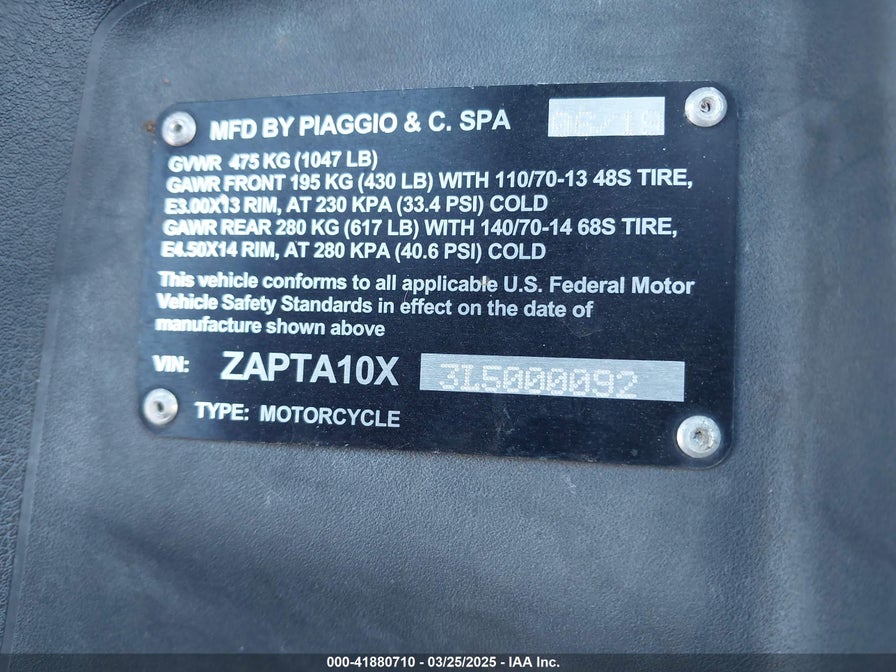 MFD BY PIAGGIO & C. SPA
GVWR 475 KG (1047 LB)
GAWR FRONT 195 KG (430 LB) WITH 110/70-13 48S TIRE,
E3.00X13 RIM, AT 230 KPA (33.4 PSI) COLD
GAWR REAR 280 KG (617 LB) WITH 140/70-14 68S TIRE,
E4.50X14 RIM, AT 280 KPA (40.6 PSI) COLD
This vehicle conforms to all applicable U.S. Federal Motor
Vehicle Safety Standards in effect on the date of
manufacture shown above
VIN: ZAPTA10X 3L5000092
TYPE: MOTORCYCLE
000-41880710 - 03/25/2025 - IAA Inc.